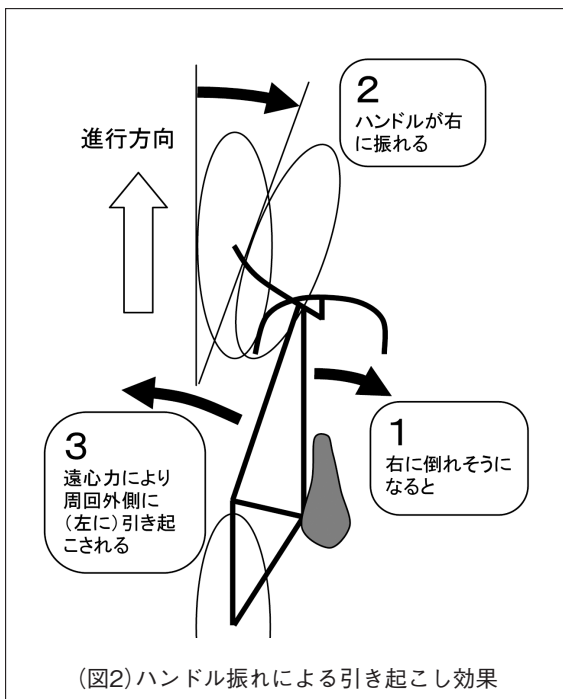 進行方向
1
右に倒れそうに
なると
2
ハンドルが右
に振れる
3
遠心力により
周回外側に
(左に)引き起
こされる
(図2)ハンドル振れによる引き起こし効果